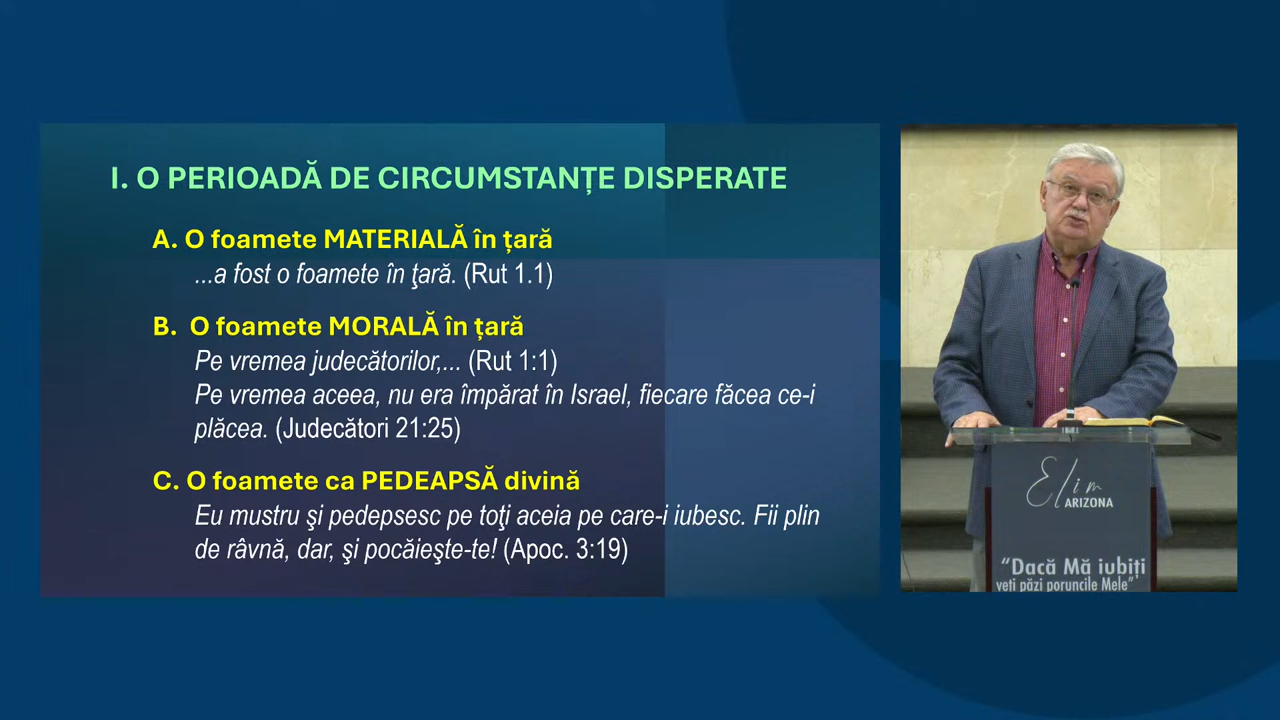 I. O PERIOADĂ DE CIRCUMSTANȚE DISPERATE
A. O foamete MATERIALĂ în țară
...a fost o foamete în ţară. (Rut 1.1)
B. O foamete MORALĂ în țară
Pe vremea judecătorilor,... (Rut 1:1)
Pe vremea aceea, nu era împărat în Israel, fiecare făcea ce-i
plăcea. (Judecători 21:25)
C. O foamete ca PEDEAPSĂ divină
Eu mustru şi pedepsesc pe toţi aceia pe care-i iubesc. Fii plin
de râvnă, dar, şi pocăieşte-te! (Apoc. 3:19)
Elim
ARIZONA
“Dacă Mă iubiți
veți păzi poruncile Mele”